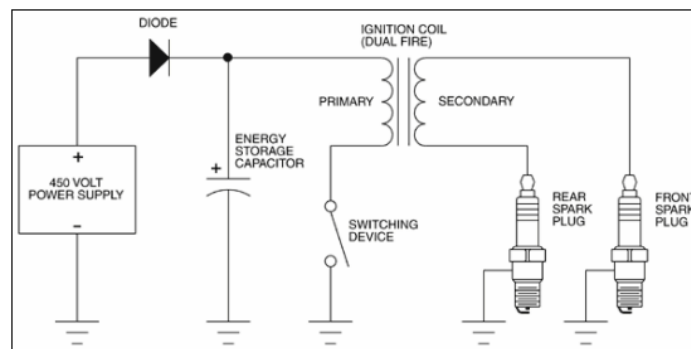 DIODE
IGNITION COIL
(DUAL FIRE)
PRIMARY
SECONDARY
+
450 VOLT
POWER SUPPLY
–
+
ENERGY
STORAGE
CAPACITOR
SWITCHING
DEVICE
REAR
SPARK
PLUG
FRONT
SPARK
PLUG